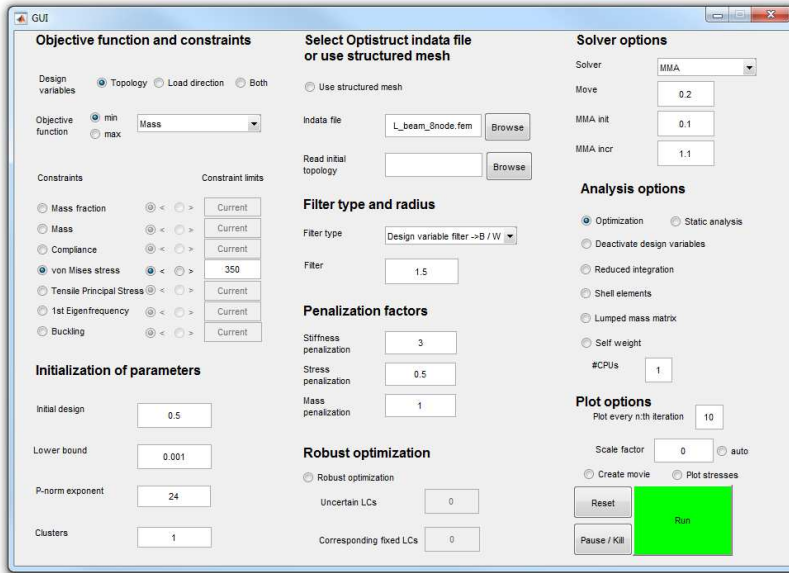 GUI
Objective function and constraints
Design variables
Topology
Load direction
Both
Objective function
min
max
Mass
Constraints
Constraint limits
Mass fraction < > Current
Mass < > Current
Compliance < > Current
von Mises stress < > 350
Tensile Principal Stress < > Current
1st Eigenfrequency < > Current
Buckling < > Current
Initialization of parameters
Initial design 0.5
Lower bound 0.001
P-norm exponent 24
Clusters 1
Select Optistruct indata file
or use structured mesh
Use structured mesh
Indata file L_beam_8node.fem Browse
Read initial
topology
Browse
Filter type and radius
Filter type Design variable filter ->B / W
Filter 1.5
Penalization factors
Stiffness
penalization
3
Stress
penalization
0.5
Mass
penalization
1
Robust optimization
Robust optimization
Uncertain LCs 0
Corresponding fixed LCs 0
Solver options
Solver MMA
Move 0.2
MMA init 0.1
MMA incr 1.1
Analysis options
Optimization Static analysis
Deactivate design variables
Reduced integration
Shell elements
Lumped mass matrix
Self weight
#CPUs 1
Plot options
Plot every n:th iteration 10
Scale factor 0 auto
Create movie Plot stresses
Reset
Run
Pause / Kill